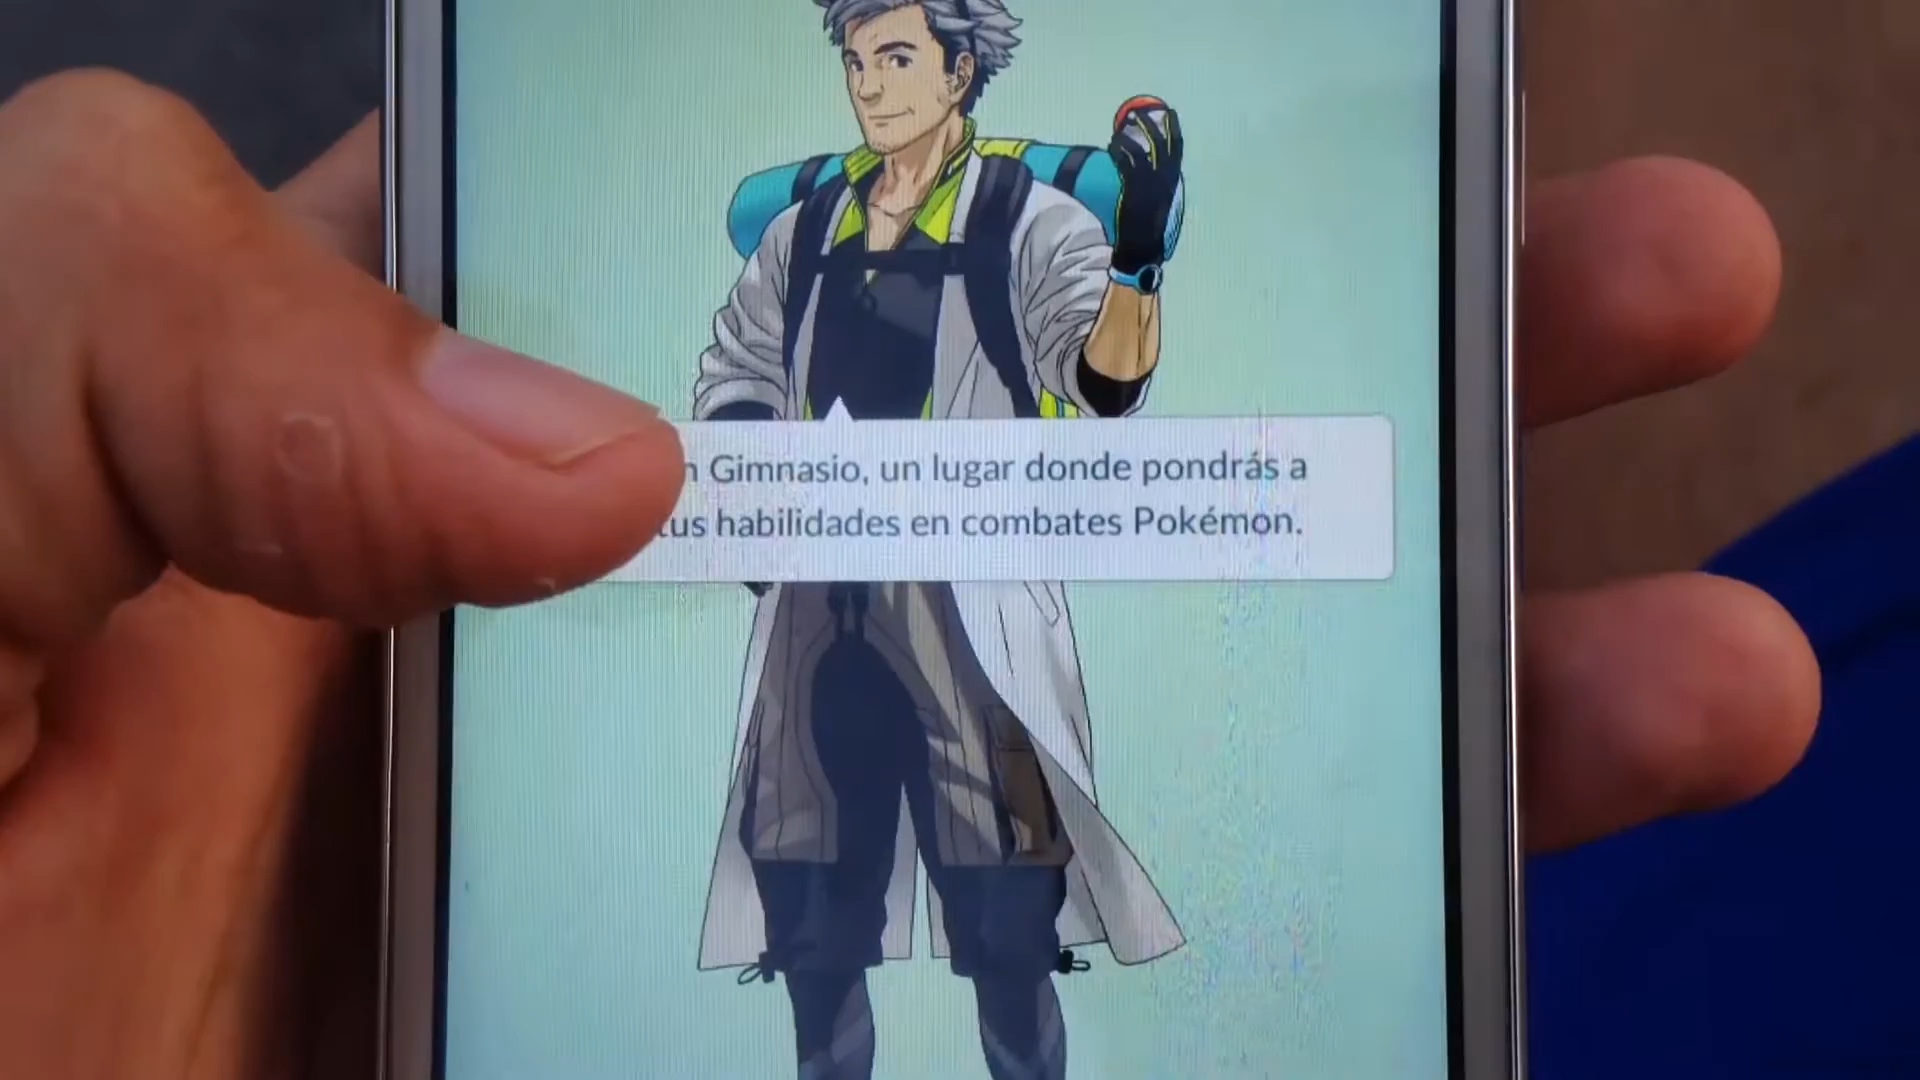 Gimnasio, un lugar donde pondrás a
tus habilidades en combates Pokémon.